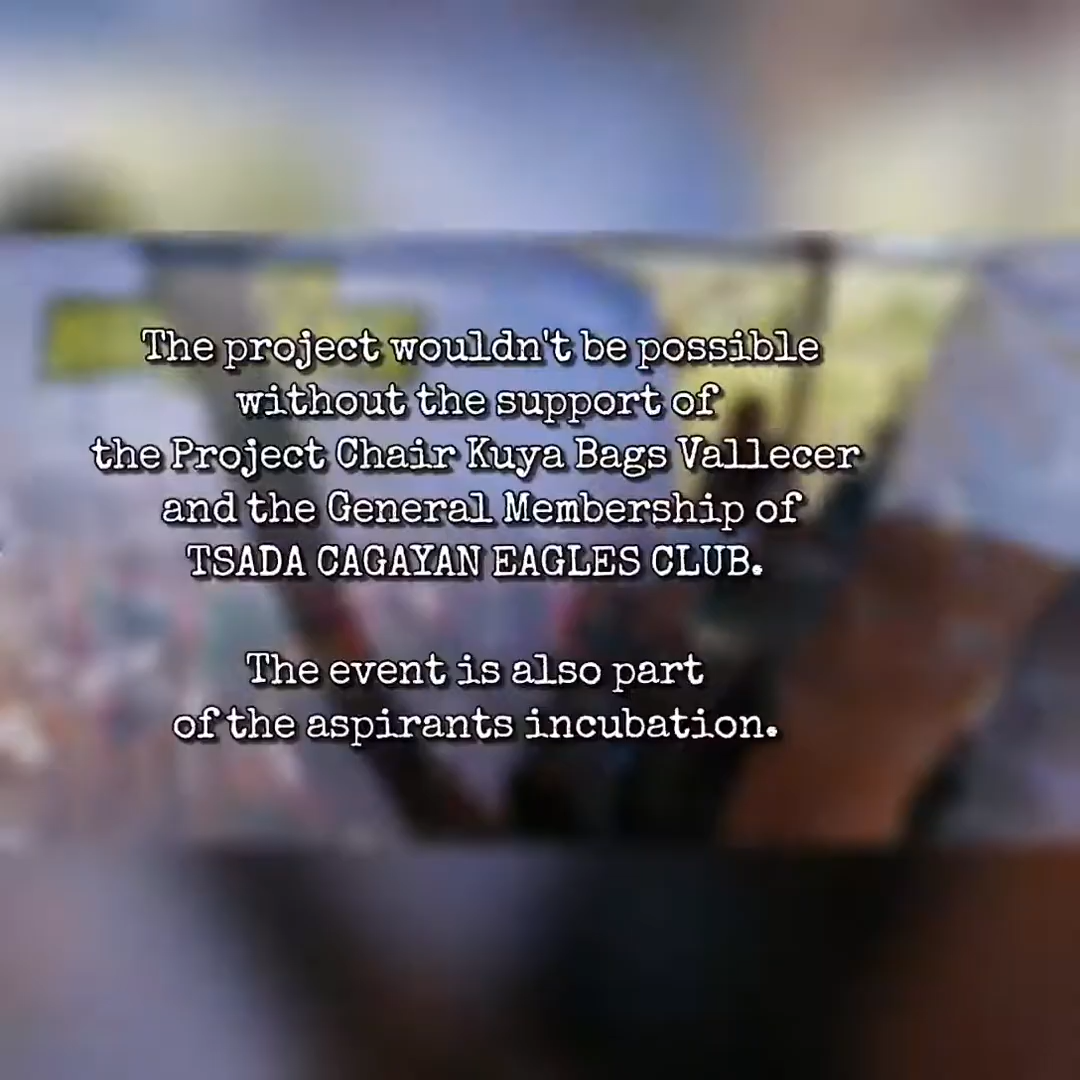 The project wouldn't be possible
without the support of
the Project Chair Kuya Bags Vallecer
and the General Membership of
TSADA CAGAYAN EAGLES CLUB.
The event is also part
of the aspirants incubation.